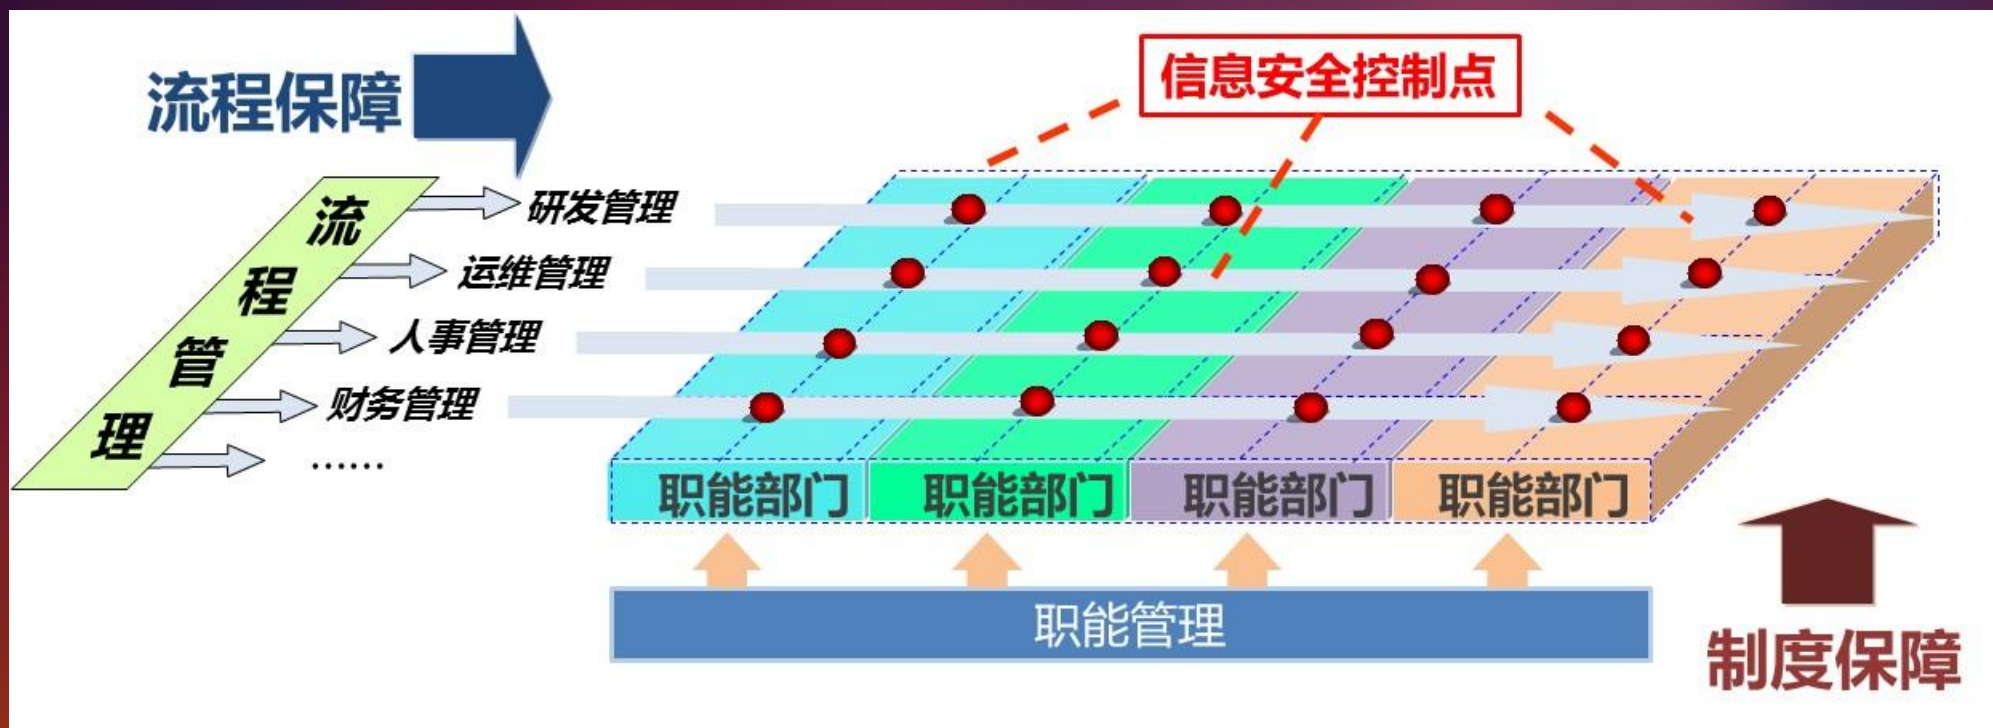 流程保障
信息安全控制点
流程管理
研发管理
运维管理
人事管理
财务管理
……
职能部门
职能部门
职能部门
职能部门
职能管理
制度保障